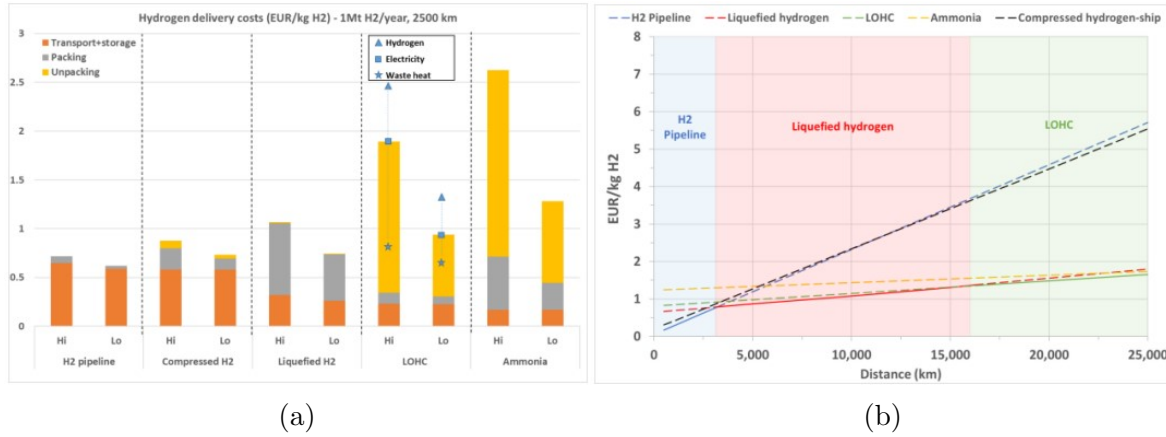 Hydrogen delivery costs (EUR/kg H2) - 1Mt H2/year, 2500 km
3
2.5
2
1.5
1
0.5
0
Transport+storage
Packing
Unpacking
Hydrogen
Electricity
Waste heat
Hi Lo Hi Lo Hi Lo Hi Lo Hi Lo
H2 pipeline Compressed H2 Liquefied H2 LOHC Ammonia
(a)
H2 Pipeline Liquefied hydrogen LOHC Ammonia Compressed hydrogen-ship
8
7
6
5
4
3
2
1
0
EUR/kg H2
H2
Pipeline
Liquefied hydrogen
LOHC
0 5,000 10,000 15,000 20,000 25,000
Distance (km)
(b)